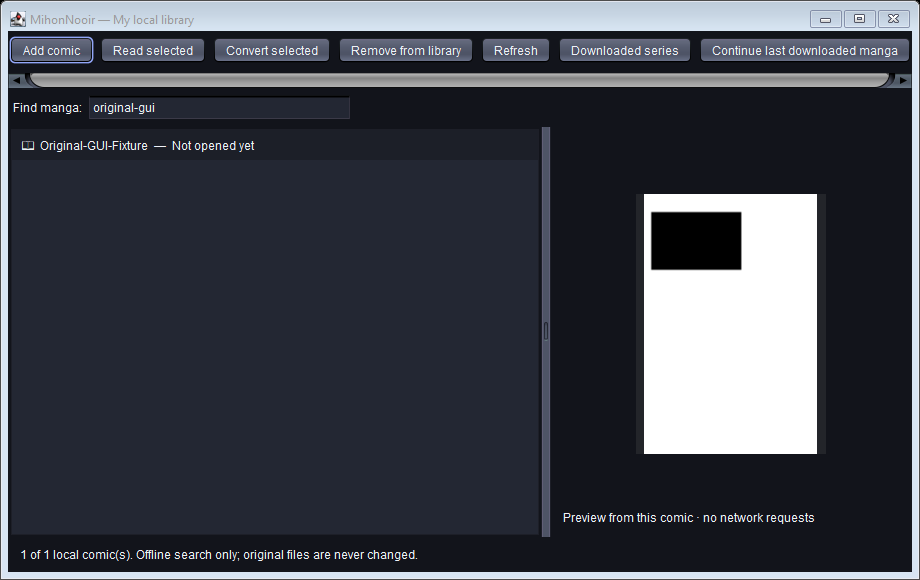 MihonNooir — My local library
Add comic Read selected Convert selected Remove from library Refresh Downloaded series Continue last downloaded manga
Find manga: original-gui
Original-GUI-Fixture — Not opened yet
Preview from this comic · no network requests
1 of 1 local comic(s). Offline search only; original files are never changed.